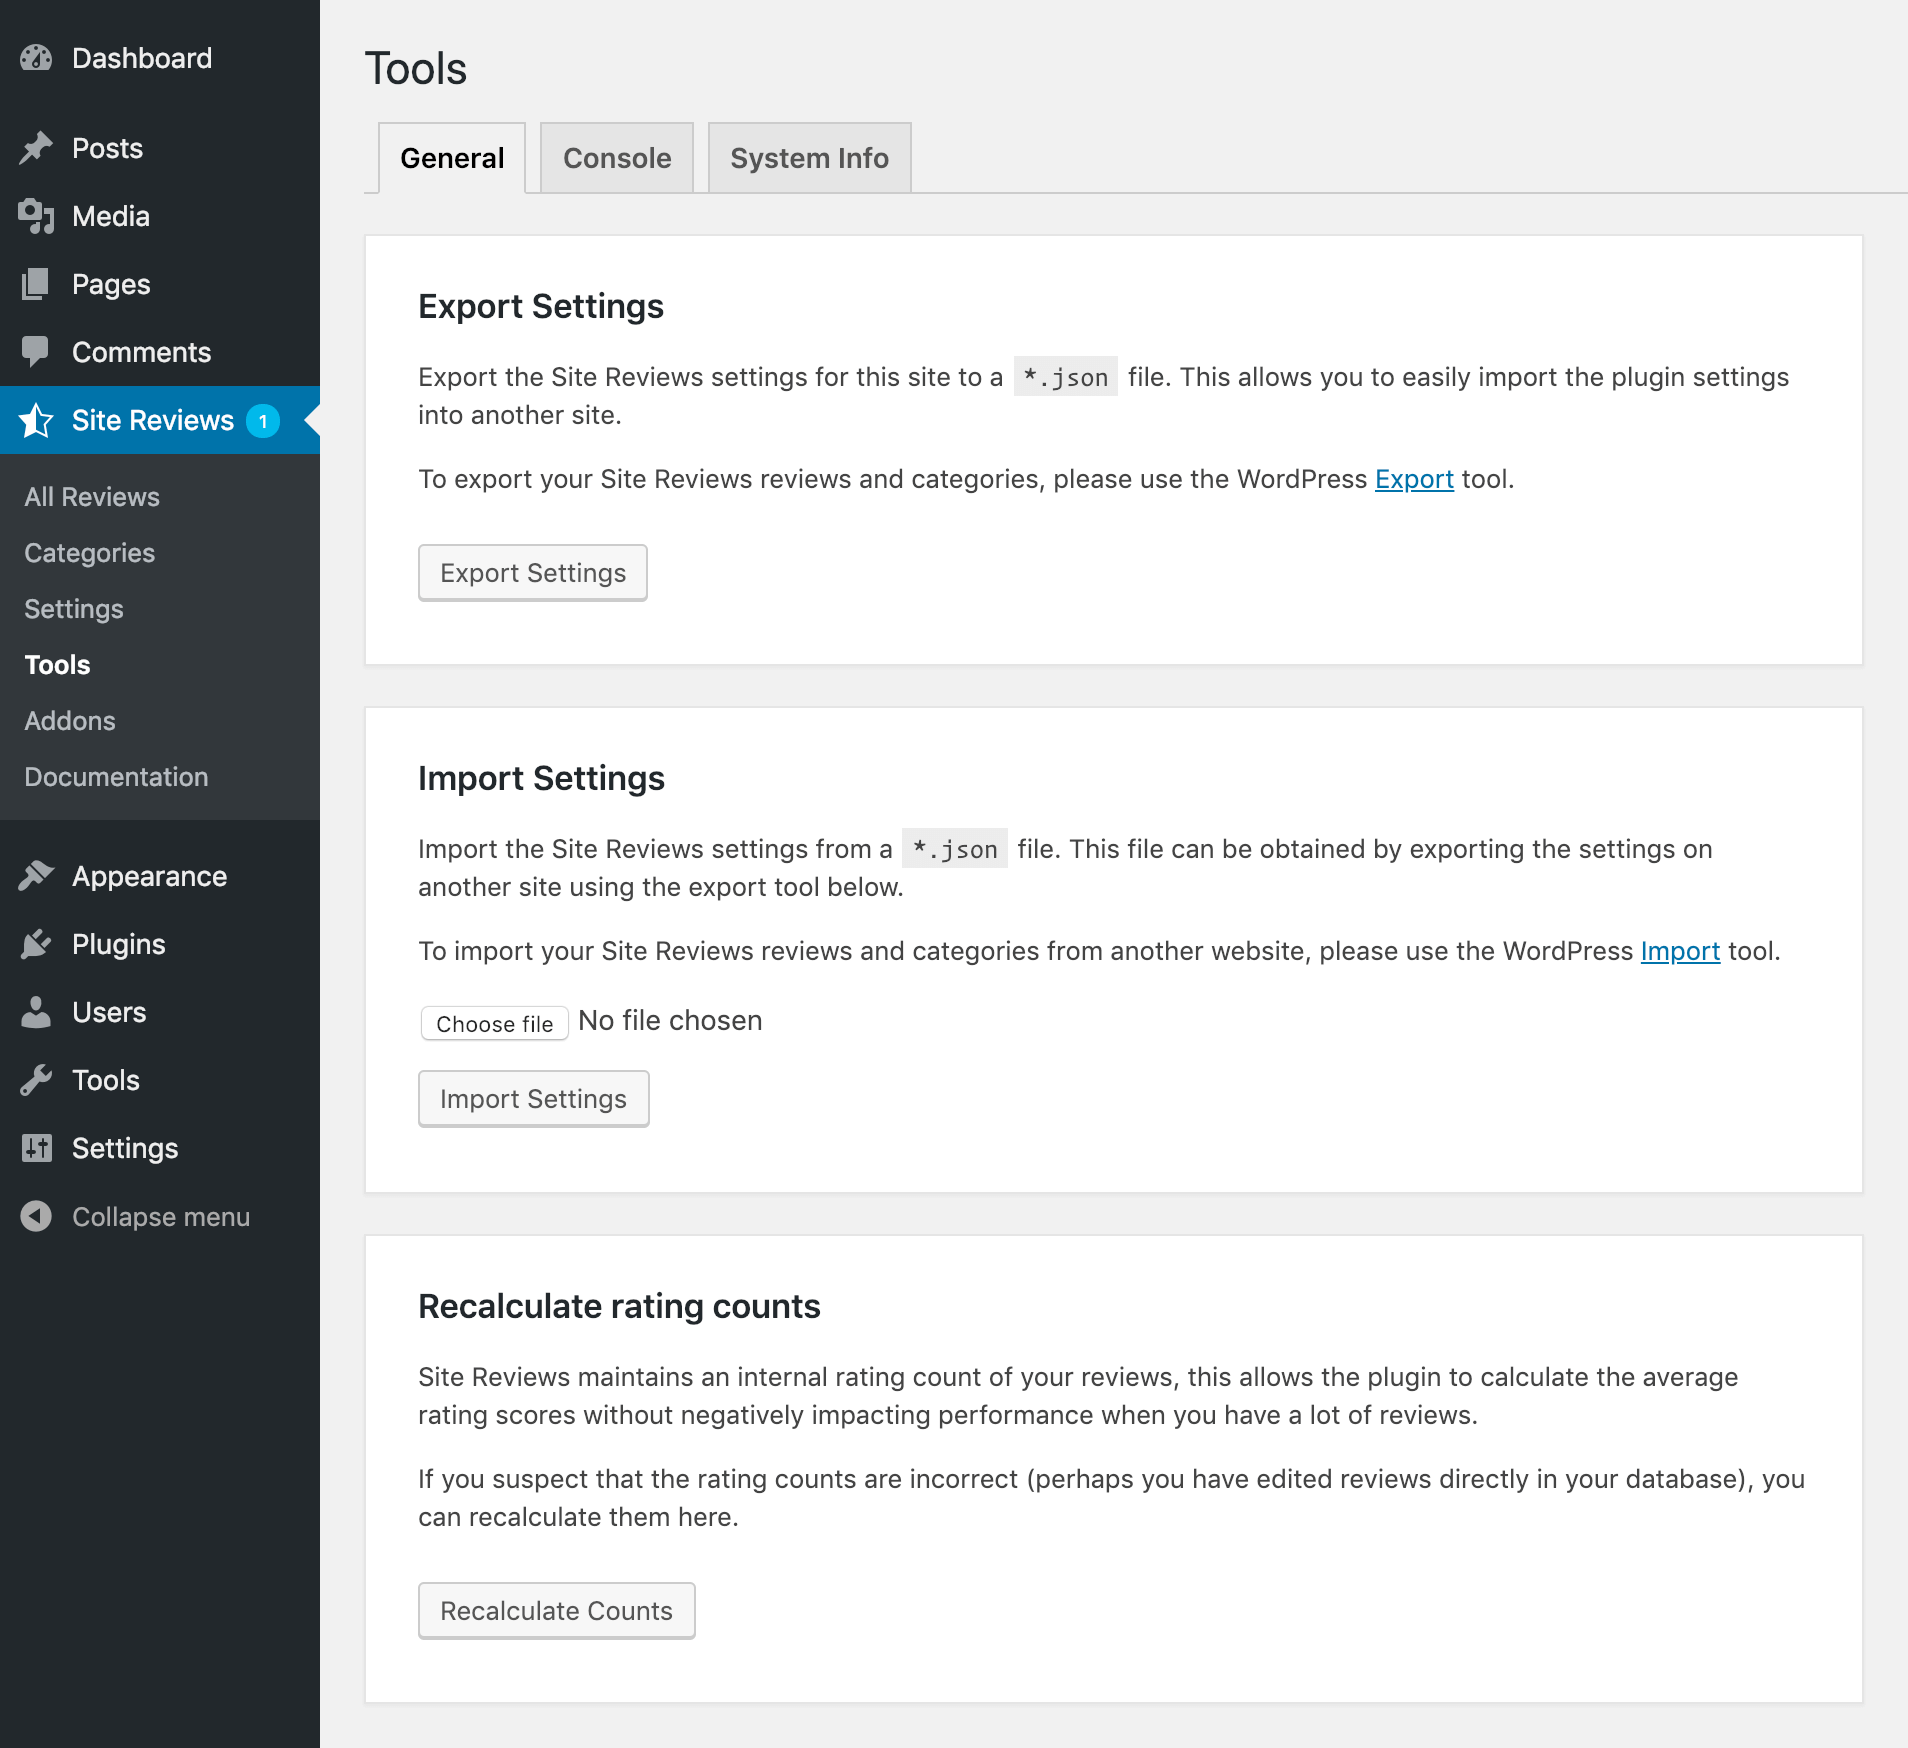 Dashboard
Posts
Media
Pages
Comments
Site Reviews 1
All Reviews
Categories
Settings
Tools
Addons
Documentation
Appearance
Plugins
Users
Tools
Settings
Collapse menu
Tools
General
Console
System Info
Export Settings
Export the Site Reviews settings for this site to a *.json file. This allows you to easily import the plugin settings
into another site.
To export your Site Reviews reviews and categories, please use the WordPress Export tool.
Export Settings
Import Settings
Import the Site Reviews settings from a *.json file. This file can be obtained by exporting the settings on
another site using the export tool below.
To import your Site Reviews reviews and categories from another website, please use the WordPress Import tool.
Choose file No file chosen
Import Settings
Recalculate rating counts
Site Reviews maintains an internal rating count of your reviews, this allows the plugin to calculate the average
rating scores without negatively impacting performance when you have a lot of reviews.
If you suspect that the rating counts are incorrect (perhaps you have edited reviews directly in your database), you
can recalculate them here.
Recalculate Counts